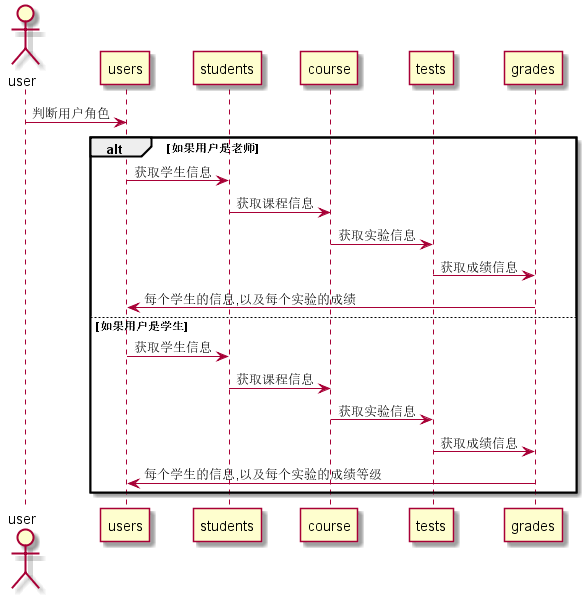 user
users
students
course
tests
grades
判断用户角色
alt
[如果用户是老师]
获取学生信息
获取课程信息
获取实验信息
获取成绩信息
每个学生的信息,以及每个实验的成绩
[如果用户是学生]
获取学生信息
获取课程信息
获取实验信息
获取成绩信息
每个学生的信息,以及每个实验的成绩等级
user
users
students
course
tests
grades